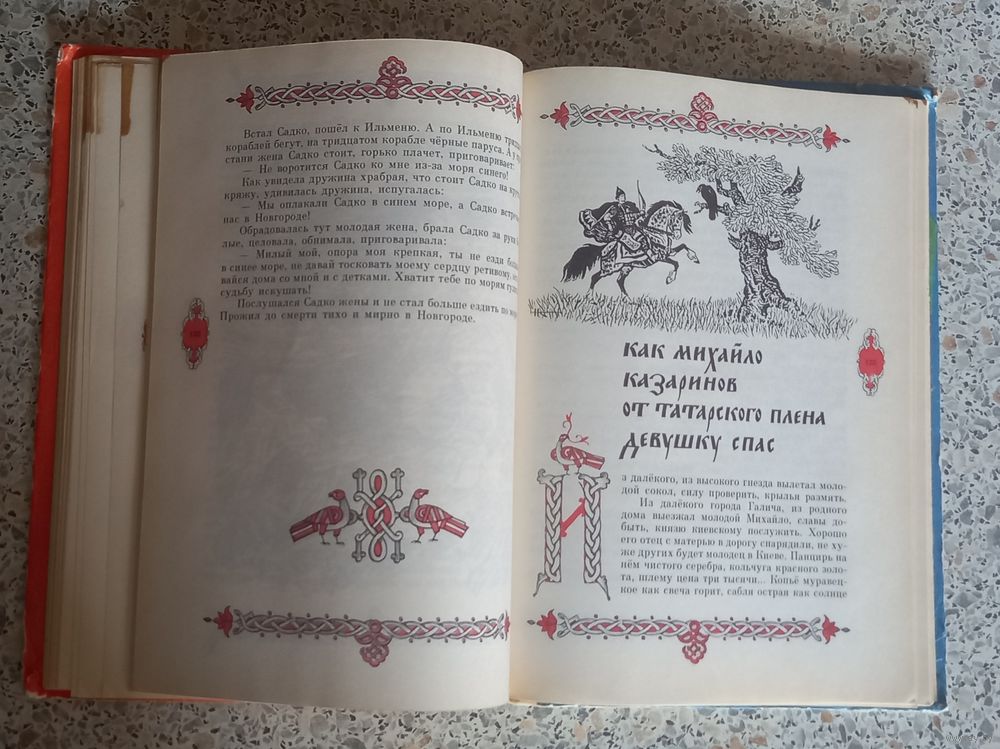 Встал Садко, пошёл к Ильменю. А по Ильменю
кораблей бегут, на тридцатом корабле чёрные паруса. А
стани жена Садко стоит, горько плачет, приговаривает:
— Не воротится Садко ко мне из-за моря синего!
Как увидела дружина храбрая, что стоит Садко на
кряжу, удивилась дружина, испугалась:
— Мы оплакали Садко в синем море, а Садко
нас в Новгороде!
Обрадовалась тут молодая жена, брала Садко за руки
лые, целовала, обнимала, приговаривала:
— Милый мой, опора моя крепкая, ты не езди
в синее море, не давай тосковать моему сердцу ретивому,
вайся дома со мной и с детками. Хватит тебе по морям
судьбу искушать!
Послушался Садко жены и не стал больше ездить по
Прожил до смерти тихо и мирно в Новгороде.
КАК МИХАЙЛО
КАЗАРИНОВ
ОТ ТАТАРСКОГО ПЛЕНА
ДЕВУШКУ СПАС
И
з далёкого, из высокого гнезда вылетал моло-
дой сокол, силу проверить, крылья размять.
Из далёкого города Галича, из родного
дома выезжал молодой Михайло, славы до-
быть, князю киевскому послужить. Хорошо
его отец с матерью в дорогу снарядили, не ху-
же других будет молодец в Киеве. Панцирь на
нём чистого серебра, кольчуга красного золо-
та, шлему цена три тысячи... Копьё муравец-
кое как свеча горит, сабля острая как солнце